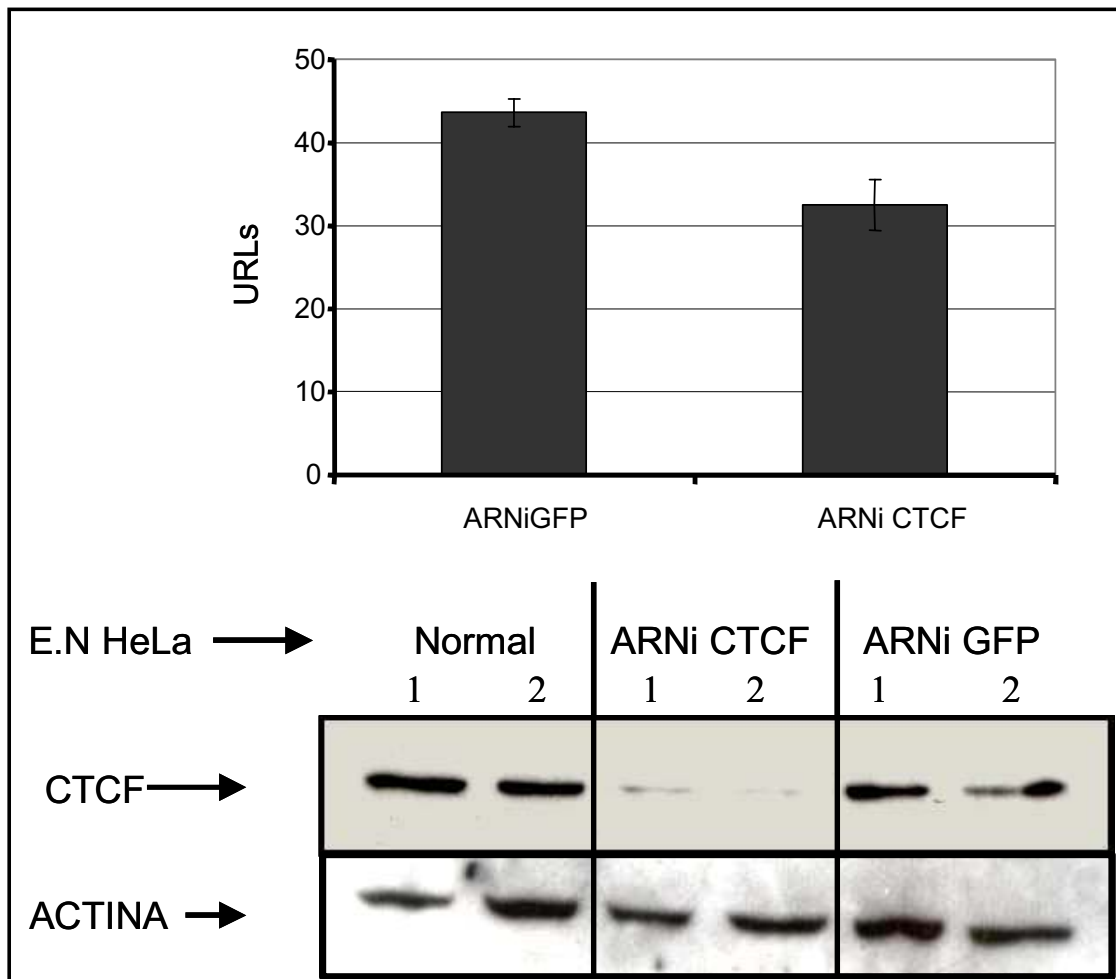 50
40
30
20
10
0
URLs
ARNiGFP ARNi CTCF
E.N HeLa Normal ARNi CTCF ARNi GFP
1 2 1 2 1 2
CTCF
ACTINA